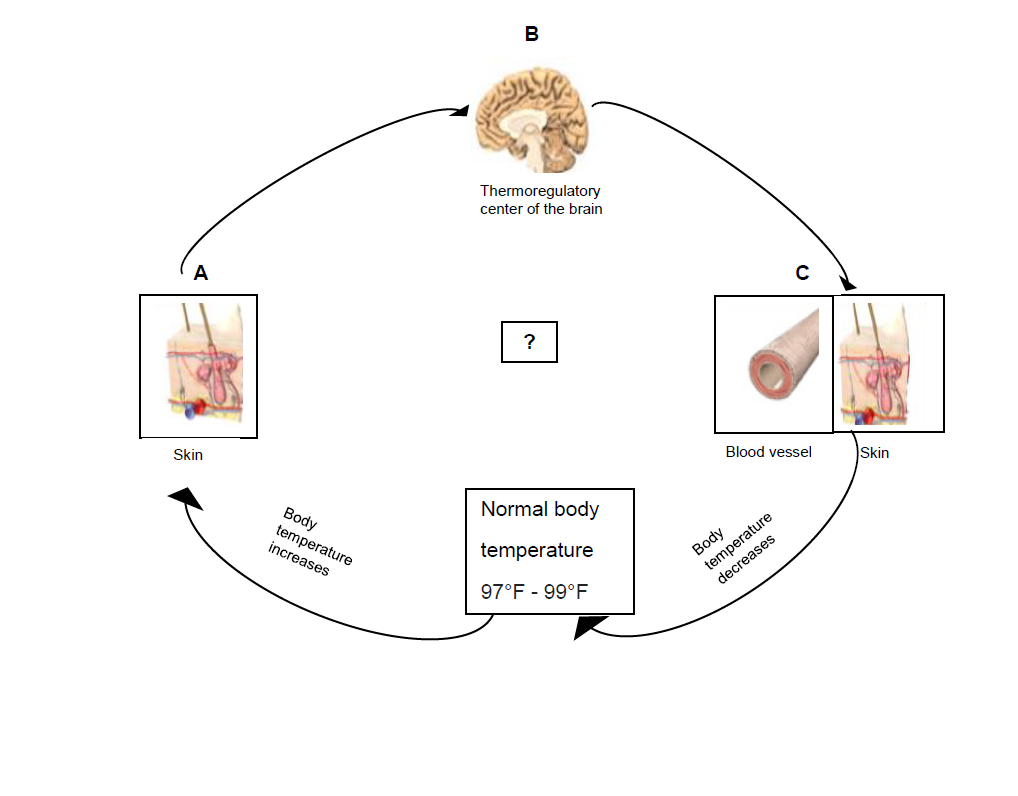 B
Thermoregulatory
center of the brain
A
C
?
Skin
Blood vessel
Skin
Body
temperature
increases
Normal body
temperature
97°F - 99°F
Body
temperature
decreases